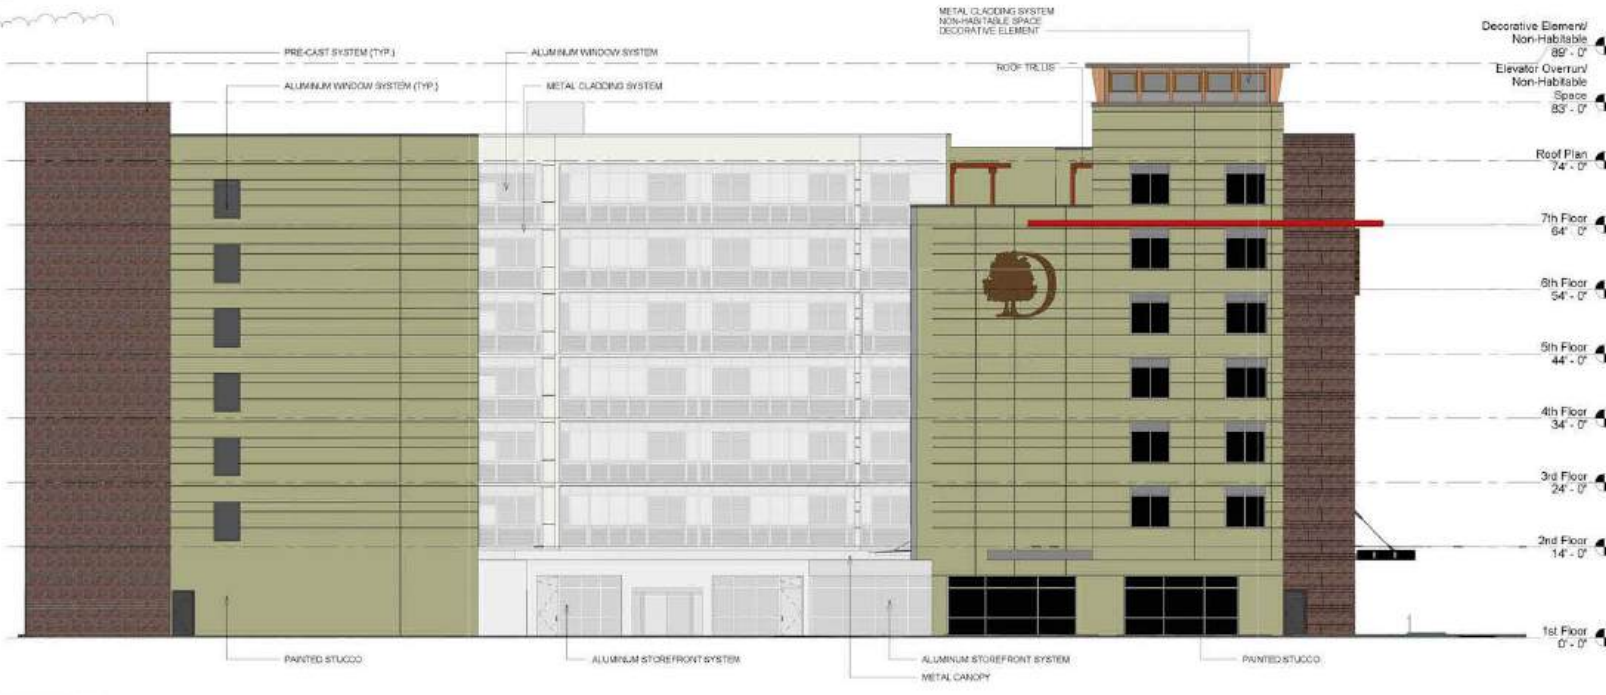 METAL CLADDING SYSTEM
NON-HABITABLE SPACE
DECORATIVE ELEMENT
Decorative Element/
Non-Habitable
89' - 0"
PRE-CAST SYSTEM (TYP.)
ALUMINUM WINDOW SYSTEM
ROOF TRELLIS
Elevator Overrun/
Non-Habitable
Space
83' - 0"
ALUMINUM WINDOW SYSTEM (TYP.)
METAL CLADDING SYSTEM
Roof Plan
74' - 0"
7th Floor
64' - 0"
D
6th Floor
54' - 0"
5th Floor
44' - 0"
4th Floor
34' - 0"
3rd Floor
24' - 0"
2nd Floor
14' - 0"
1st Floor
0' - 0"
PAINTED STUCCO
ALUMINUM STOREFRONT SYSTEM
ALUMINUM STOREFRONT SYSTEM
PAINTED STUCCO
METAL CANOPY